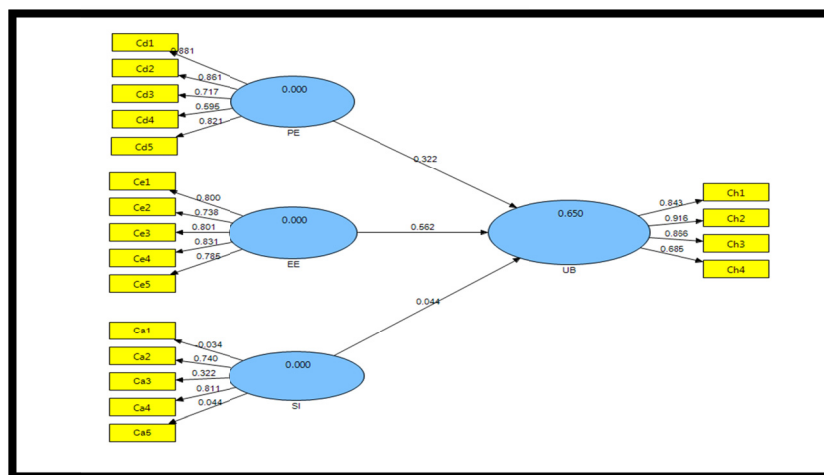 Cd1
Cd2
Cd3
Cd4
Cd5
0.881
0.861
0.717
0.595
0.821
0.000
PE
0.322
Ce1
Ce2
Ce3
Ce4
Ce5
0.800
0.738
0.801
0.831
0.785
0.000
EE
0.562
Ca1
Ca2
Ca3
Ca4
-0.034
0.740
0.322
0.811
0.044
0.000
SI
0.044
0.650
UB
0.843
0.916
0.866
0.685
Ch1
Ch2
Ch3
Ch4